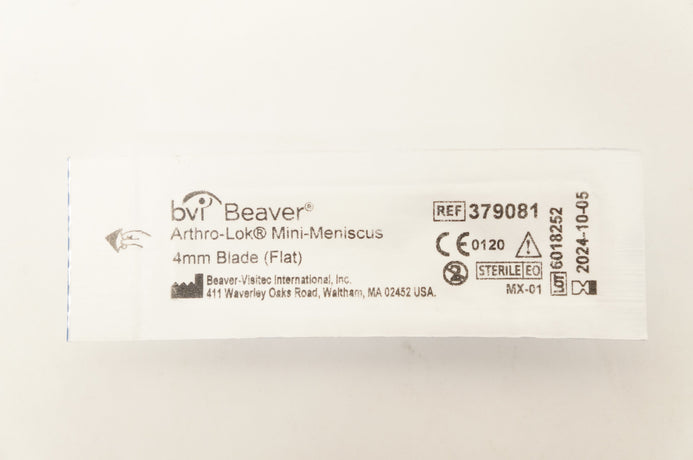 bvi Beaver®
Arthro-Lok® Mini-Meniscus
4mm Blade (Flat)
Beaver-Visitec International, Inc.
411 Waverley Oaks Road, Waltham, MA 02452 USA.
REF 379081
CE 0120
2
STERILE EO
MX-01
LOT 6018252
2024-10-05